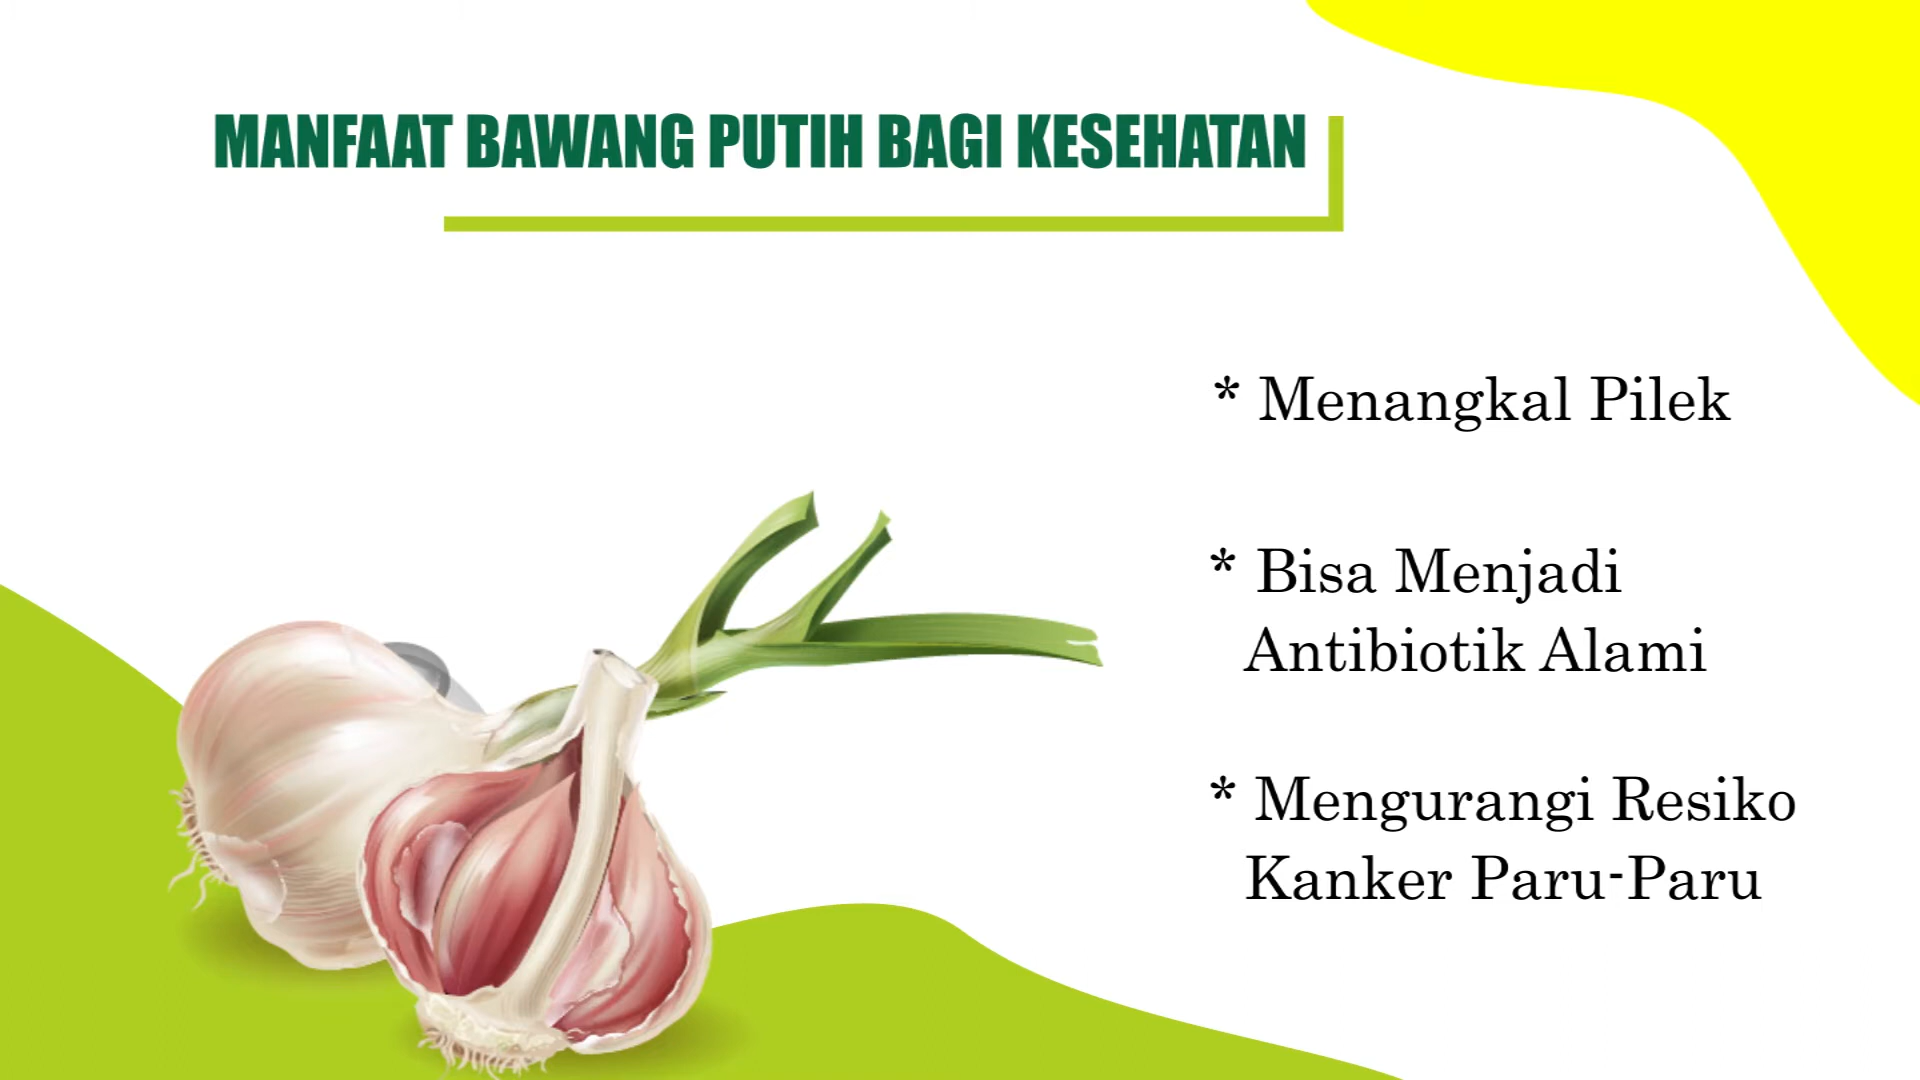 MANFAAT BAWANG PUTIH BAGI KESEHATAN
* Menangkal Pilek
* Bisa Menjadi
Antibiotik Alami
* Mengurangi Resiko
Kanker Paru-Paru